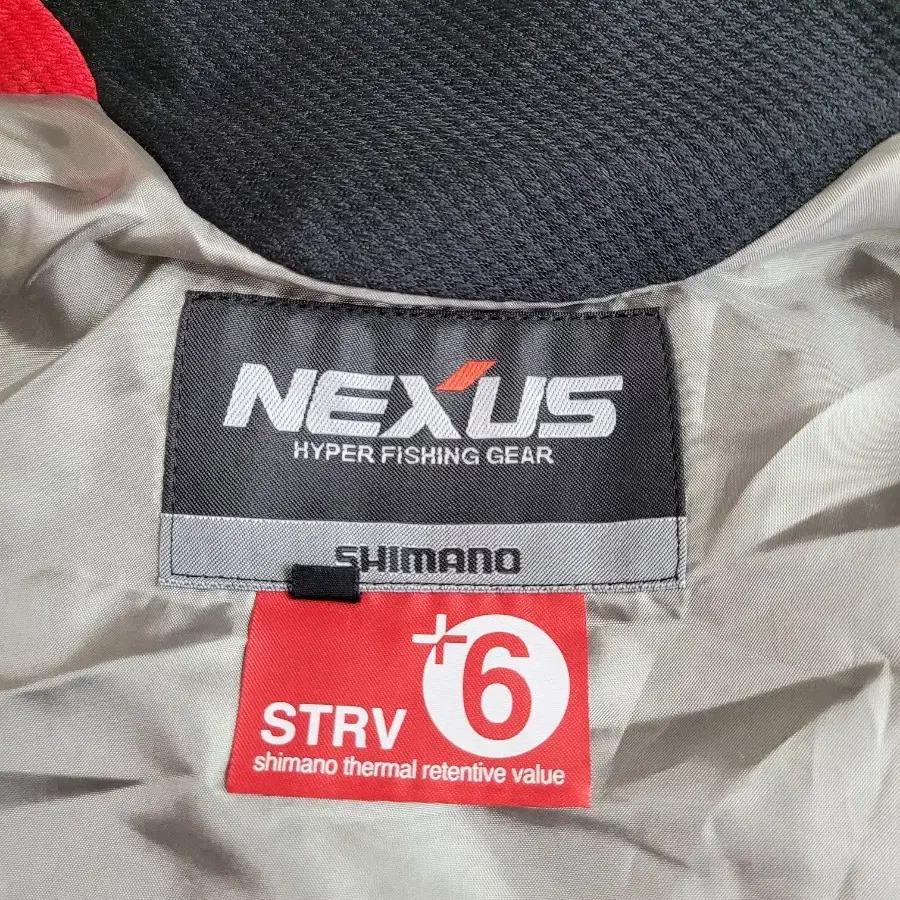 NEXUS
HYPER FISHING GEAR
SHIMANO
+6
STRV
shimano thermal retentive value